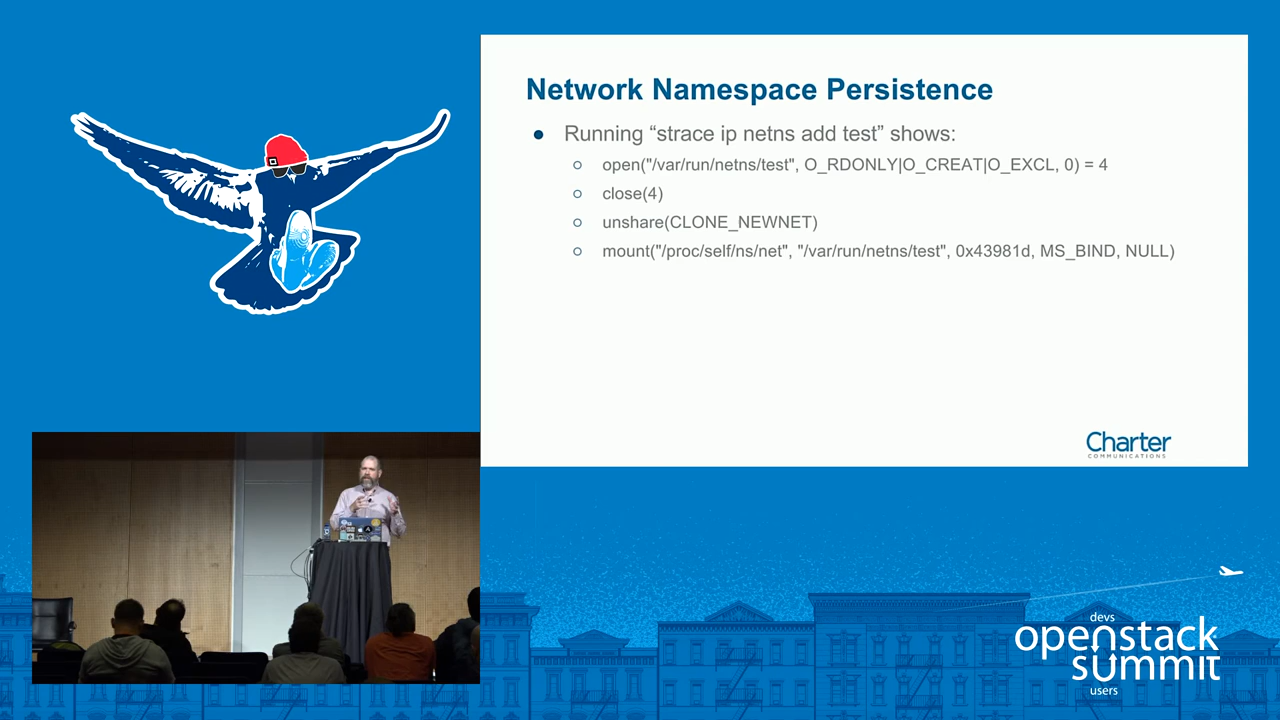 Network Namespace Persistence
● Running “strace ip netns add test” shows:
○ open("/var/run/netns/test", O_RDONLY|O_CREAT|O_EXCL, 0) = 4
○ close(4)
○ unshare(CLONE_NEWNET)
○ mount("/proc/self/ns/net", "/var/run/netns/test", 0x43981d, MS_BIND, NULL)
Charter
COMMUNICATIONS
devs
openstack
summit
users